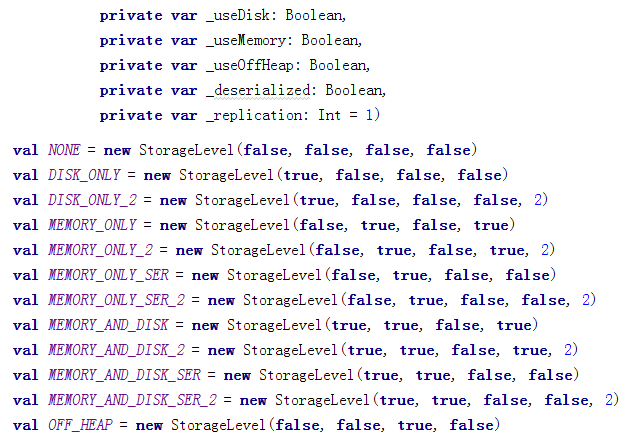 private var _useDisk: Boolean,
private var _useMemory: Boolean,
private var _useOffHeap: Boolean,
private var _deserialized: Boolean,
private var _replication: Int = 1)
val NONE = new StorageLevel(false, false, false, false)
val DISK_ONLY = new StorageLevel(true, false, false, false)
val DISK_ONLY_2 = new StorageLevel(true, false, false, false, 2)
val MEMORY_ONLY = new StorageLevel(false, true, false, true)
val MEMORY_ONLY_2 = new StorageLevel(false, true, false, true, 2)
val MEMORY_ONLY_SER = new StorageLevel(false, true, false, false)
val MEMORY_ONLY_SER_2 = new StorageLevel(false, true, false, false, 2)
val MEMORY_AND_DISK = new StorageLevel(true, true, false, true)
val MEMORY_AND_DISK_2 = new StorageLevel(true, true, false, true, 2)
val MEMORY_AND_DISK_SER = new StorageLevel(true, true, false, false)
val MEMORY_AND_DISK_SER_2 = new StorageLevel(true, true, false, false, 2)
val OFF_HEAP = new StorageLevel(false, false, true, false)